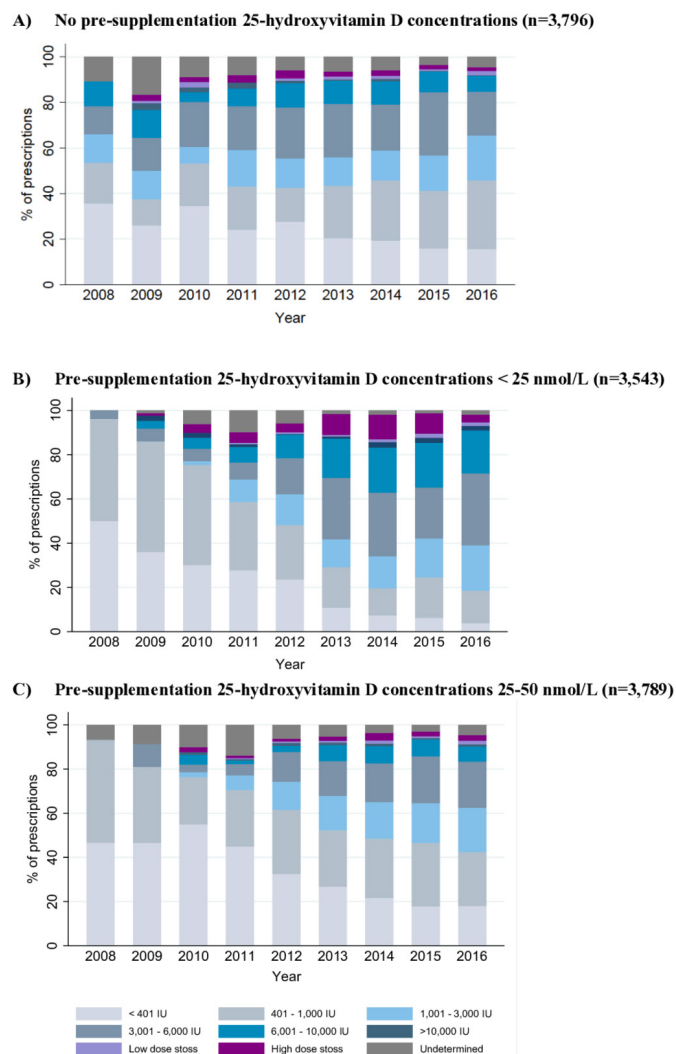 A) No pre-supplementation 25-hydroxyvitamin D concentrations (n=3,796)
% of prescriptions
100
80
60
40
20
0
2008 2009 2010 2011 2012 2013 2014 2015 2016
Year
B) Pre-supplementation 25-hydroxyvitamin D concentrations < 25 nmol/L (n=3,543)
% of prescriptions
100
80
60
40
20
0
2008 2009 2010 2011 2012 2013 2014 2015 2016
Year
C) Pre-supplementation 25-hydroxyvitamin D concentrations 25-50 nmol/L (n=3,789)
% of prescriptions
100
80
60
40
20
0
2008 2009 2010 2011 2012 2013 2014 2015 2016
Year
< 401 IU 401 - 1,000 IU 1,001 - 3,000 IU
3,001 - 6,000 IU 6,001 - 10,000 IU >10,000 IU
Low dose stoss High dose stoss Undetermined